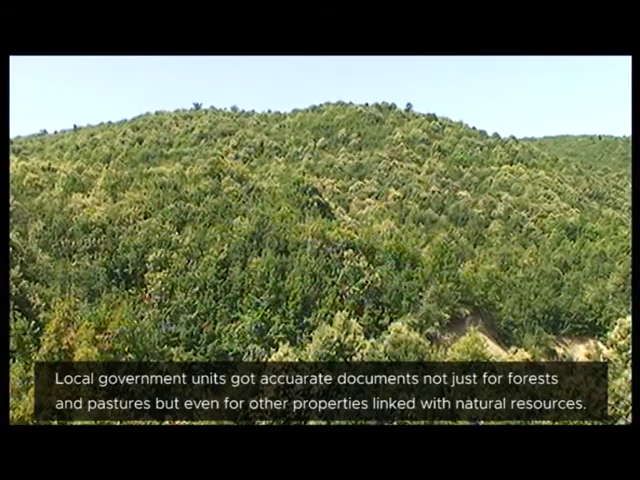 Local government units got accuarate documents not just for forests
and pastures but even for other properties linked with natural resources.